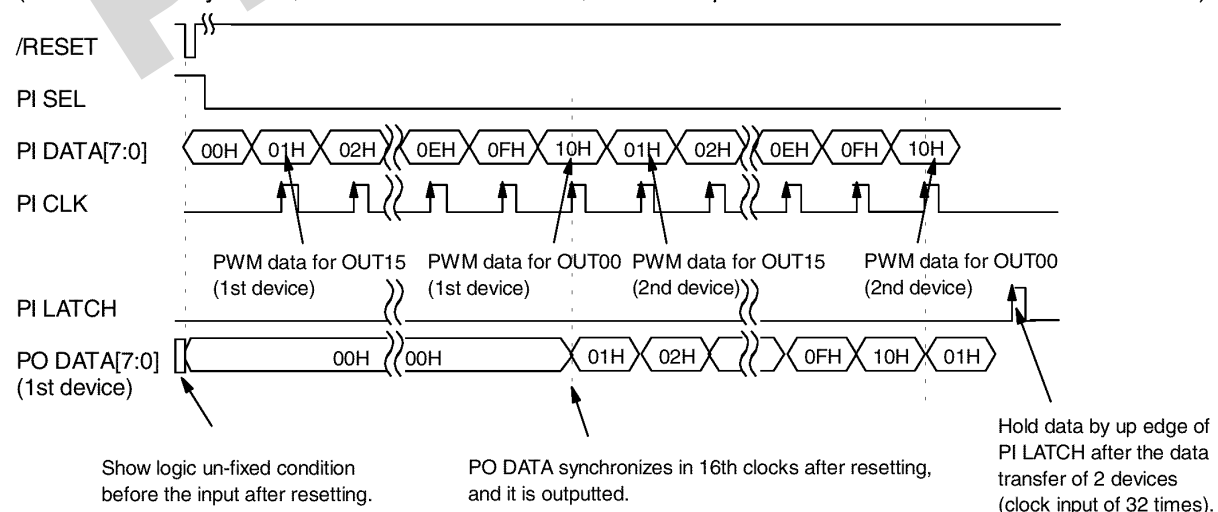 /RESET
PI SEL
PI DATA[7:0]
00H 01H 02H 0EH 0FH 10H 01H 02H 0EH 0FH 10H
PI CLK
PWM data for OUT15
(1st device)
PWM data for OUT00
(1st device)
PWM data for OUT15
(2nd device)
PWM data for OUT00
(2nd device)
PI LATCH
PO DATA[7:0]
(1st device)
00H 00H 01H 02H 0FH 10H 01H
Show logic un-fixed condition
before the input after resetting.
PO DATA synchronizes in 16th clocks after resetting,
and it is outputted.
Hold data by up edge of
PI LATCH after the data
transfer of 2 devices
(clock input of 32 times).